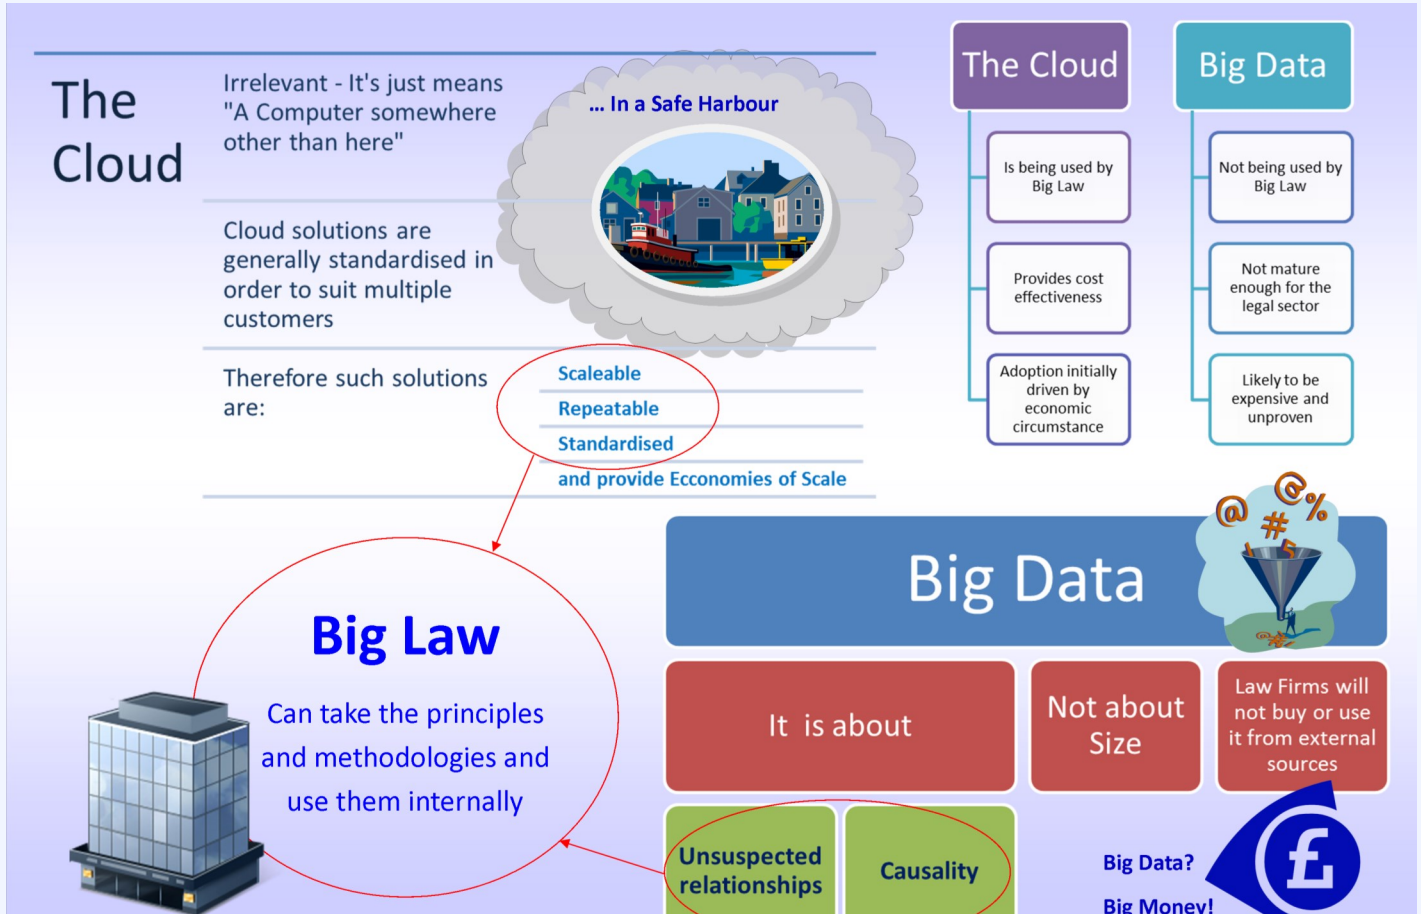 The
Cloud
Irrelevant - It's just means
"A Computer somewhere
other than here"
Cloud solutions are
generally standardised in
order to suit multiple
customers
Therefore such solutions
are:
Scaleable
Repeatable
Standardised
and provide Ecconomies of Scale
... In a Safe Harbour
The Cloud
Is being used by
Big Law
Provides cost
effectiveness
Adoption initially
driven by
economic
circumstance
Big Data
Not being used by
Big Law
Not mature
enough for the
legal sector
Likely to be
expensive and
unproven
Big Law
Can take the principles
and methodologies and
use them internally
Big Data
@ @ %
#
5
It is about
Not about
Size
Law Firms will
not buy or use
it from external
sources
Unsuspected
relationships
Causality
Big Data?
Big Money!
£